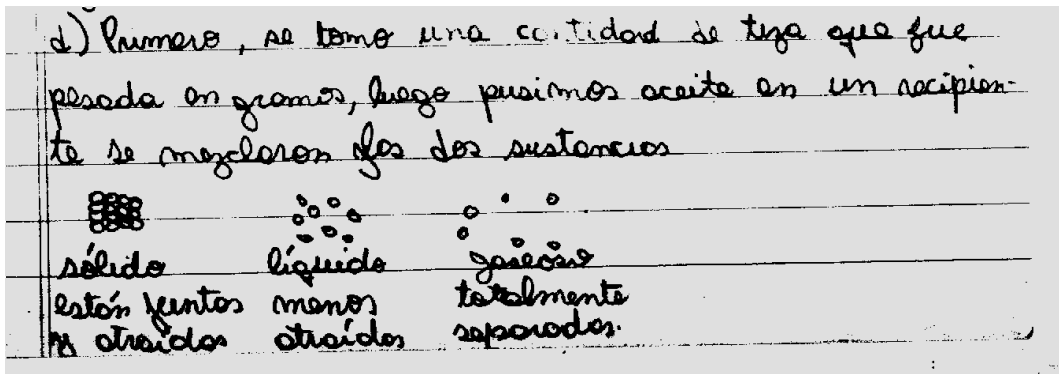 d) Primero, se tomo una cantidad de tiza que fue
pesada en gramos, luego pusimos aceite en un recipien-
te se mezclaron los dos sustancias
sólido líquido gaseoso
están juntos menos totalmente
y atraídos atraídos separados.